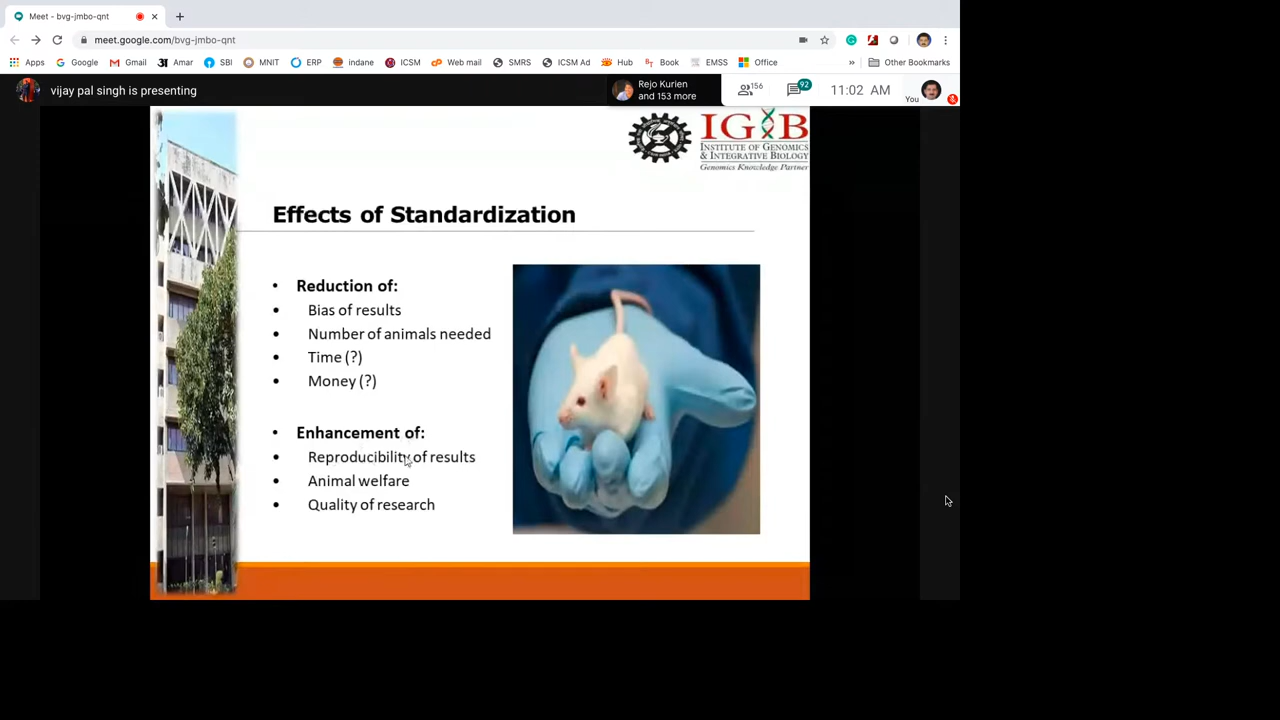 Meet - bvg-jmbo-qnt
meet.google.com/bvg-jmbo-qnt
Apps Google Gmail Amar SBI MNIT ERP indane ICSM Web mail SMRS ICSM Ad Hub Book EMSS Office » Other Bookmarks
vijay pal singh is presenting
Rejo Kurien
and 153 more
156
92
11:02 AM
You
IGIB
INSTITUTE OF GENOMICS
& INTEGRATIVE BIOLOGY
Genomics Knowledge Partner
Effects of Standardization
• Reduction of:
• Bias of results
• Number of animals needed
• Time (?)
• Money (?)
• Enhancement of:
• Reproducibility of results
• Animal welfare
• Quality of research